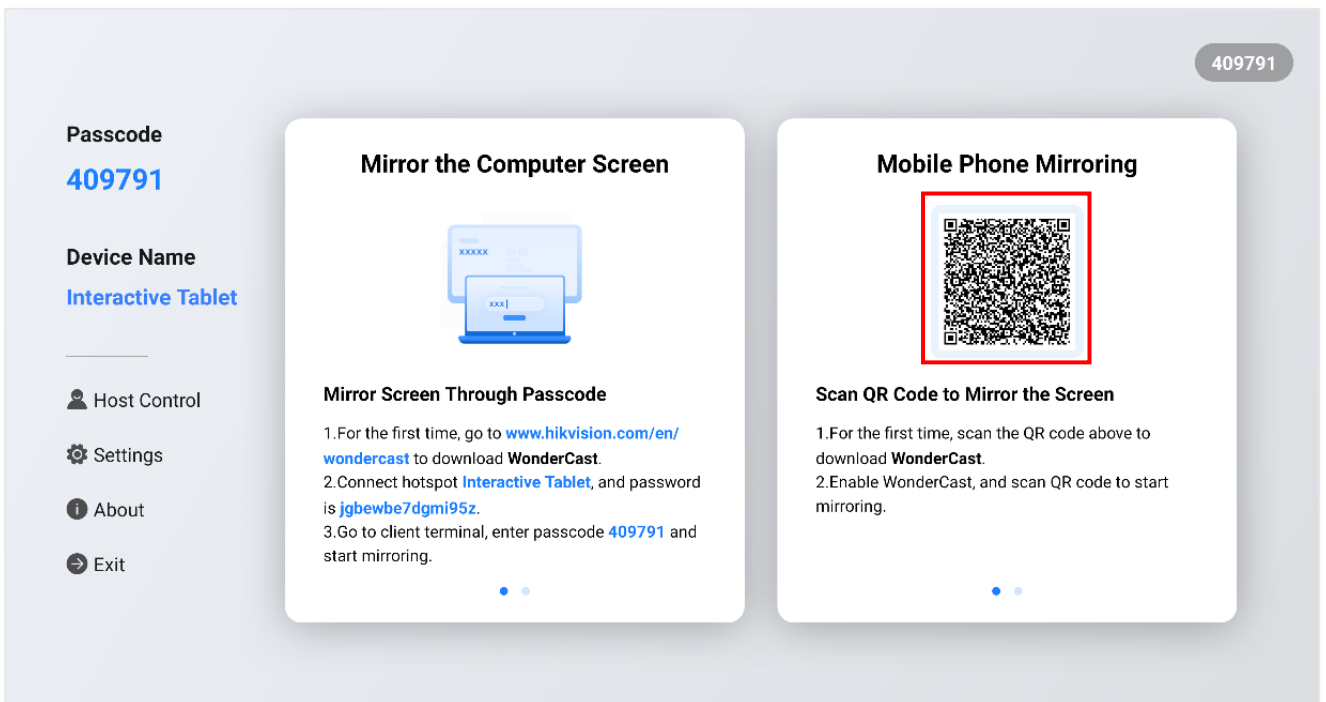 409791
Passcode
409791
Device Name
Interactive Tablet
Host Control
Settings
About
Exit
Mirror the Computer Screen
xxxxx
xxx
Mirror Screen Through Passcode
1.For the first time, go to www.hikvision.com/en/
wondercast to download WonderCast.
2.Connect hotspot Interactive Tablet, and password
is jgbewbe7dgmi95z.
3.Go to client terminal, enter passcode 409791 and
start mirroring.
Mobile Phone Mirroring
Scan QR Code to Mirror the Screen
1.For the first time, scan the QR code above to
download WonderCast.
2.Enable WonderCast, and scan QR code to start
mirroring.